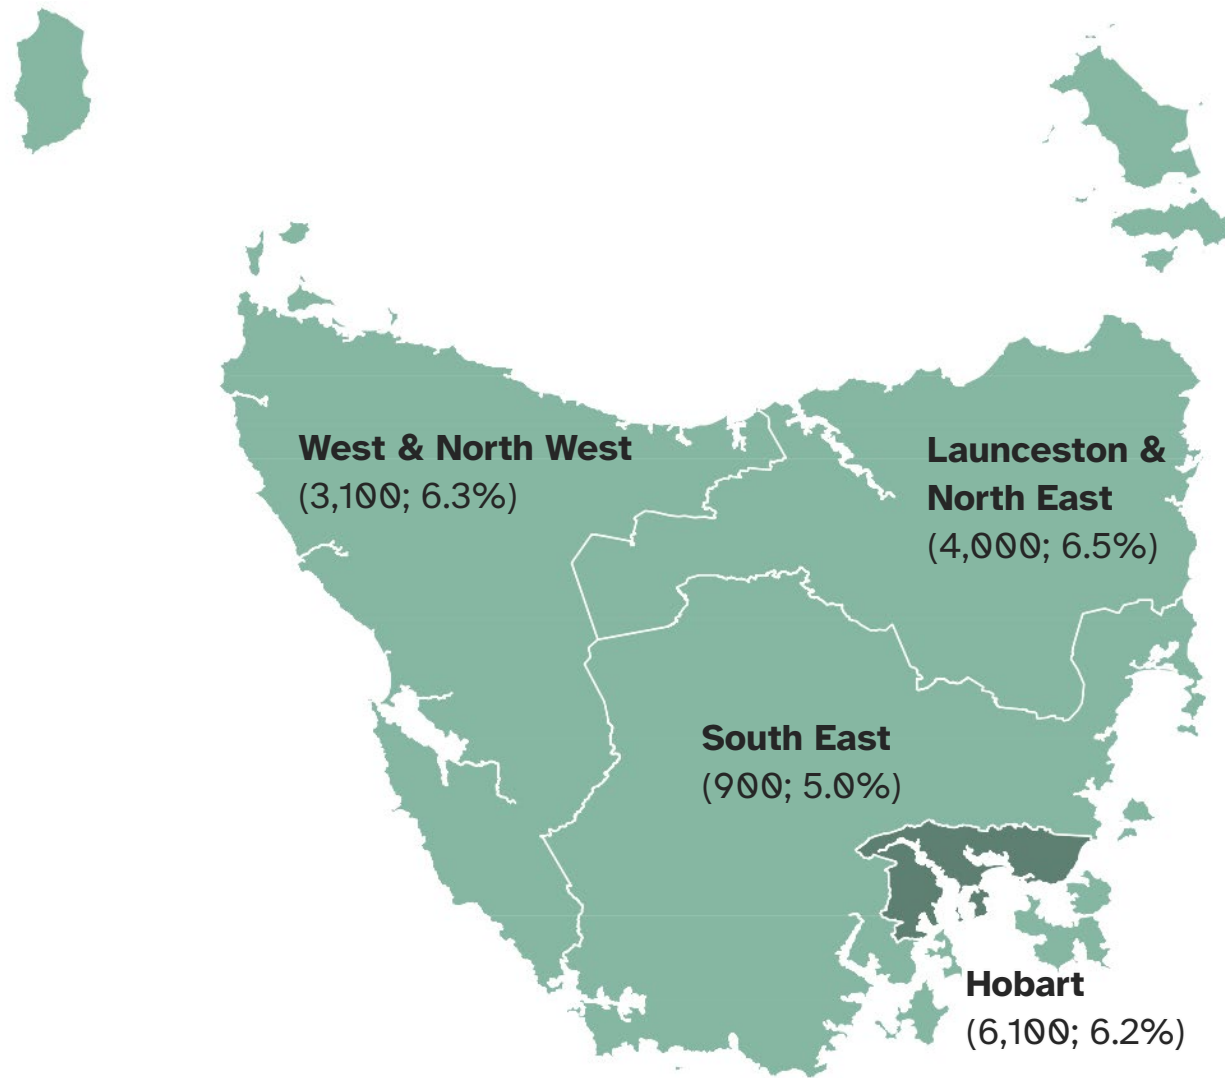 West & North West
(3,100; 6.3%)
Launceston &
North East
(4,000; 6.5%)
South East
(900; 5.0%)
Hobart
(6,100; 6.2%)